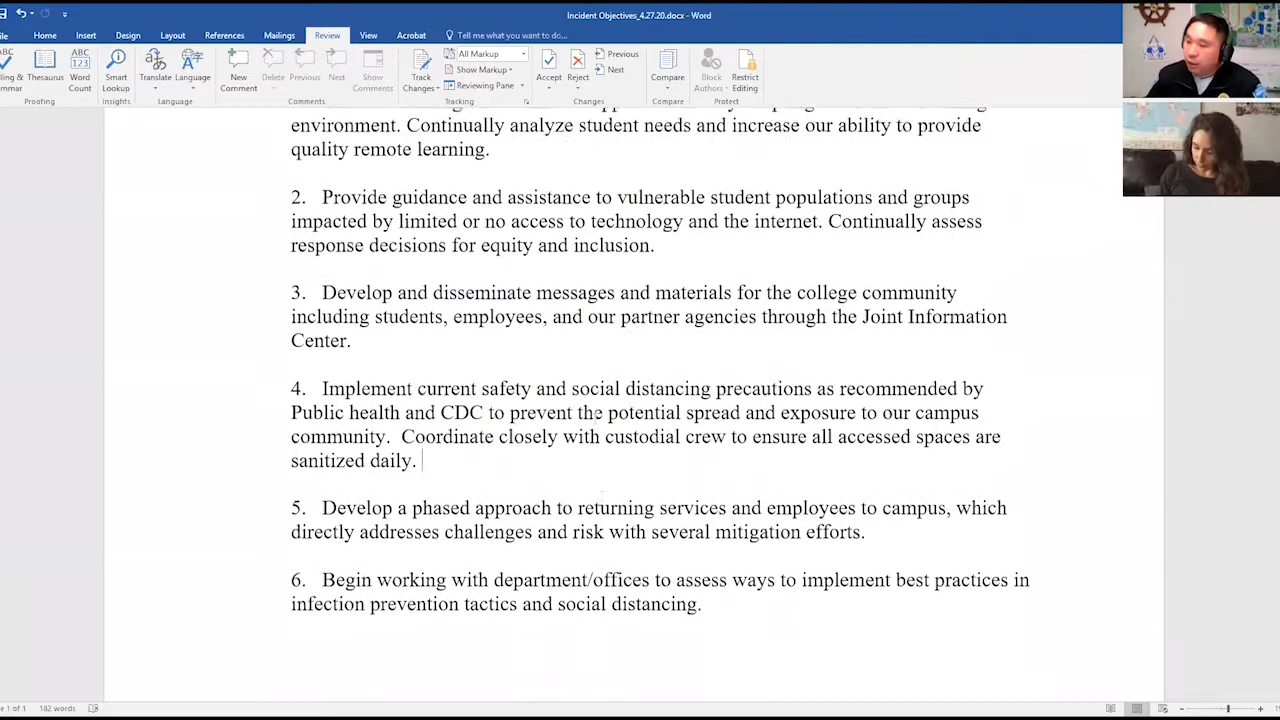 Incident Objectives_4.27.20.docx - Word
Home Insert Design Layout References Mailings Review View Acrobat Tell me what you want to do...
ABC ABC 123
All Markup Previous
Show Markup Next
Thesaurus Word Count Smart Lookup Translate Language New Comment Delete Previous Next Show Comments Track Changes Reviewing Pane Accept Reject Compare Block Authors Restrict Editing
Proofing Insights Language Comments Tracking Changes Compare Protect
environment. Continually analyze student needs and increase our ability to provide
quality remote learning.
2. Provide guidance and assistance to vulnerable student populations and groups
impacted by limited or no access to technology and the internet. Continually assess
response decisions for equity and inclusion.
3. Develop and disseminate messages and materials for the college community
including students, employees, and our partner agencies through the Joint Information
Center.
4. Implement current safety and social distancing precautions as recommended by
Public health and CDC to prevent the potential spread and exposure to our campus
community.  Coordinate closely with custodial crew to ensure all accessed spaces are
sanitized daily.
5. Develop a phased approach to returning services and employees to campus, which
directly addresses challenges and risk with several mitigation efforts.
6. Begin working with department/offices to assess ways to implement best practices in
infection prevention tactics and social distancing.
1 of 1 182 words